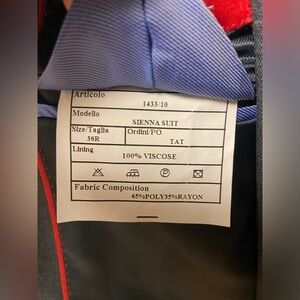 Articolo
1433/10
Modello
SIENNA SUIT
Size/Taglia Ordini/PO
38R TAT
Lining
100% VISCOSE
Fabric Composition
65%POLY35%RAYON